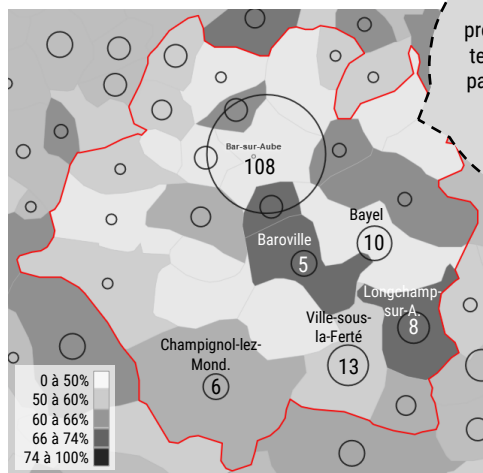 pr
te
pa
Bar-sur-Aube
108
Bayel
10
Baroville
5
Longchamp-
sur-A.
8
Ville-sous-
la-Ferté
13
Champignol-lez-
Mond.
6
0 à 50%
50 à 60%
60 à 66%
66 à 74%
74 à 100%